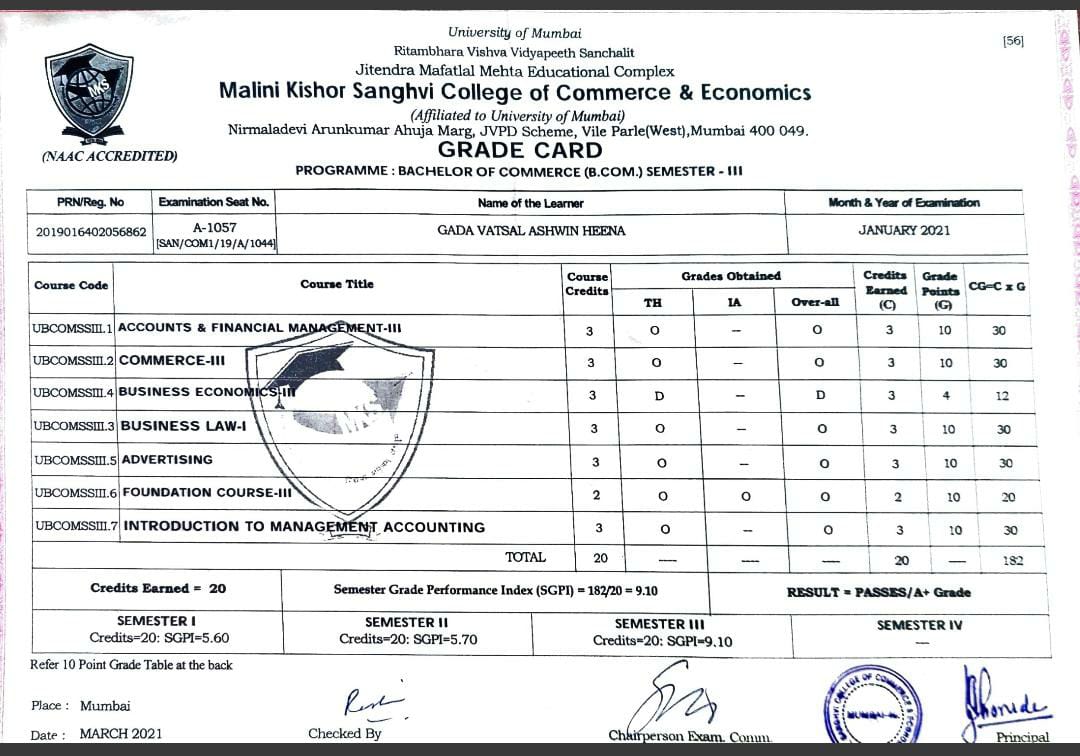 University of Mumbai
[56]
Ritambhara Vishva Vidyapeeth Sanchalit
Jitendra Mafatlal Mehta Educational Complex
Malini Kishor Sanghvi College of Commerce & Economics
(Affiliated to University of Mumbai)
Nirmaladevi Arunkumar Ahuja Marg, JVPD Scheme, Vile Parle(West),Mumbai 400 049.
MKS
(NAAC ACCREDITED)
GRADE CARD
PROGRAMME : BACHELOR OF COMMERCE (B.COM.) SEMESTER - III
PRN/Reg. No Examination Seat No. Name of the Learner Month & Year of Examination
2019016402056862 A-1057 [SAN/COM1/19/A/1044] GADA VATSAL ASHWIN HEENA JANUARY 2021
Course Code Course Title Course Credits Grades Obtained Credits Earned (C) Grade Points (G) CG=C x G
TH IA Over-all
UBCOMSSIII.1 ACCOUNTS & FINANCIAL MANAGEMENT-III 3 O — O 3 10 30
UBCOMSSIII.2 COMMERCE-III 3 O — O 3 10 30
UBCOMSSIII.4 BUSINESS ECONOMICS-III 3 D — D 3 4 12
UBCOMSSIII.3 BUSINESS LAW-I 3 O — O 3 10 30
UBCOMSSIII.5 ADVERTISING 3 O — O 3 10 30
UBCOMSSIII.6 FOUNDATION COURSE-III 2 O O O 2 10 20
UBCOMSSIII.7 INTRODUCTION TO MANAGEMENT ACCOUNTING 3 O — O 3 10 30
TOTAL 20 — — — 20 — 182
Credits Earned = 20 Semester Grade Performance Index (SGPI) = 182/20 = 9.10 RESULT = PASSES/A+ Grade
SEMESTER I SEMESTER II SEMESTER III SEMESTER IV
Credits=20: SGPI=5.60 Credits=20: SGPI=5.70 Credits=20: SGPI=9.10 —
Refer 10 Point Grade Table at the back
Place : Mumbai
MUMBAI
Date : MARCH 2021 Checked By Chairperson Exam. Comm. Principal